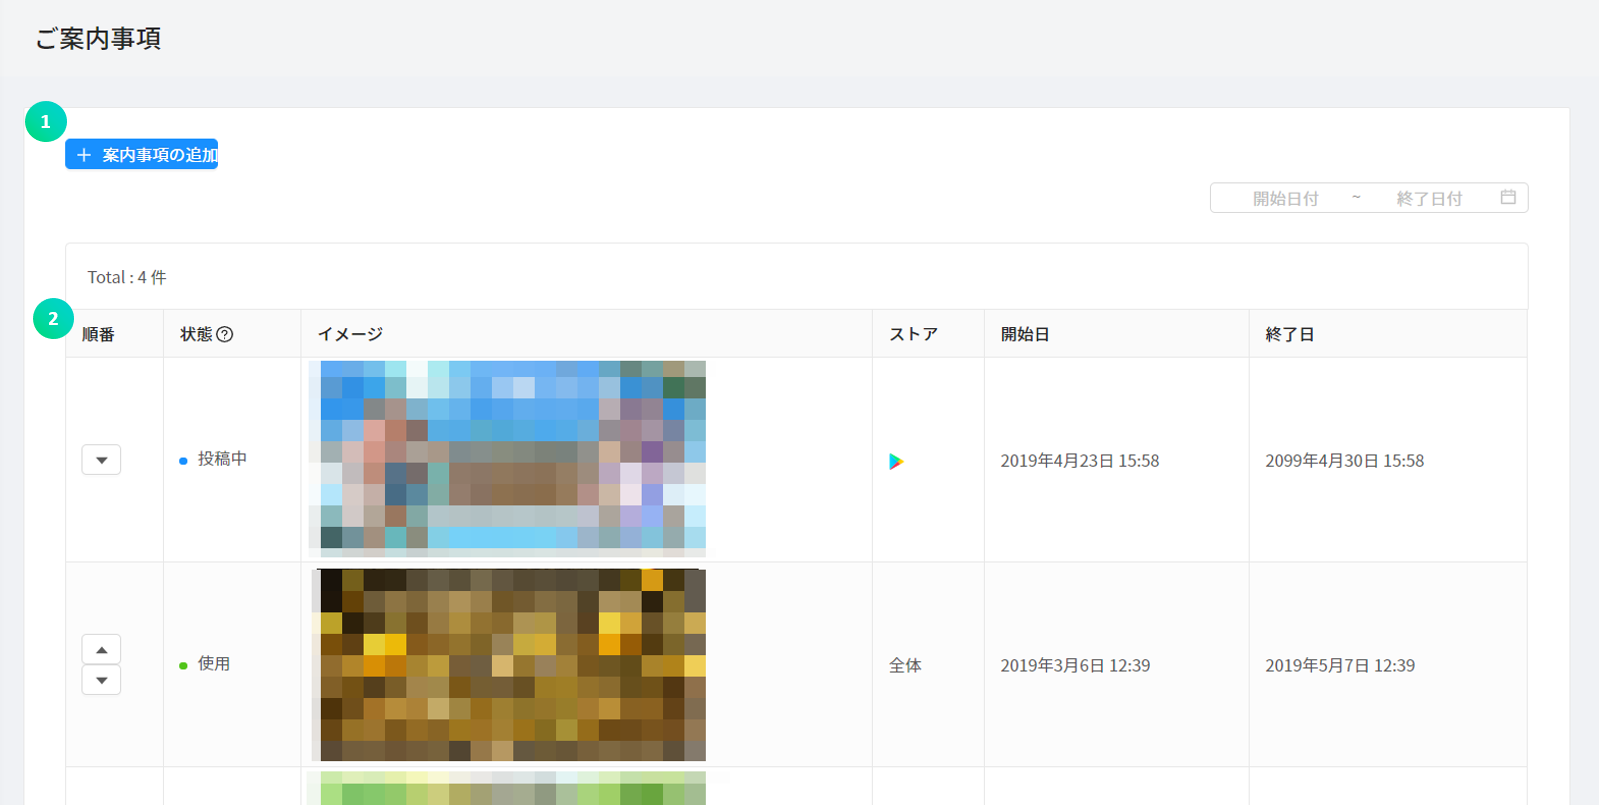 ご案内事項
1
＋ 案内事項の追加
開始日付 ~ 終了日付
Total : 4 件
2
順番 状態 ? イメージ ストア 開始日 終了日
投稿中 2019年4月23日 15:58 2099年4月30日 15:58
使用 全体 2019年3月6日 12:39 2019年5月7日 12:39